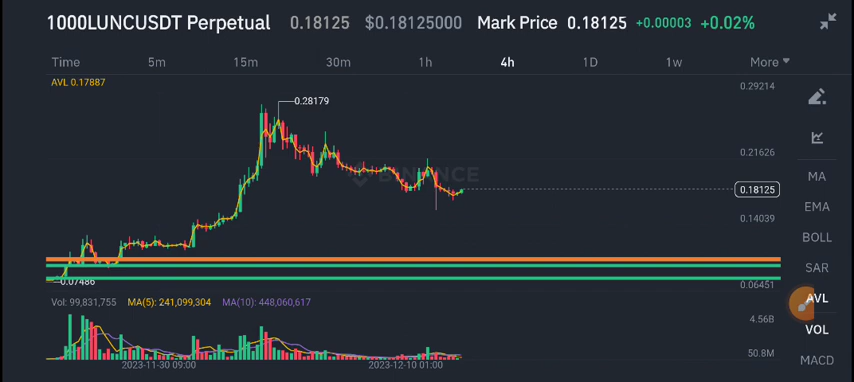 1000LUNCUSDT Perpetual 0.18125 $0.18125000 Mark Price 0.18125 +0.00003 +0.02%
Time 5m 15m 30m 1h 4h 1D 1w More
AVL 0.17887
0.29214
0.28179
0.21626
BINANCE
MA
0.18125
EMA
0.14039
BOLL
SAR
0.07486
0.06451
Vol: 99,831,755 MA(5): 241,099,304 MA(10): 448,060,617
AVL
4.56B
VOL
50.8M
2023-11-30 09:00 2023-12-10 01:00
MACD